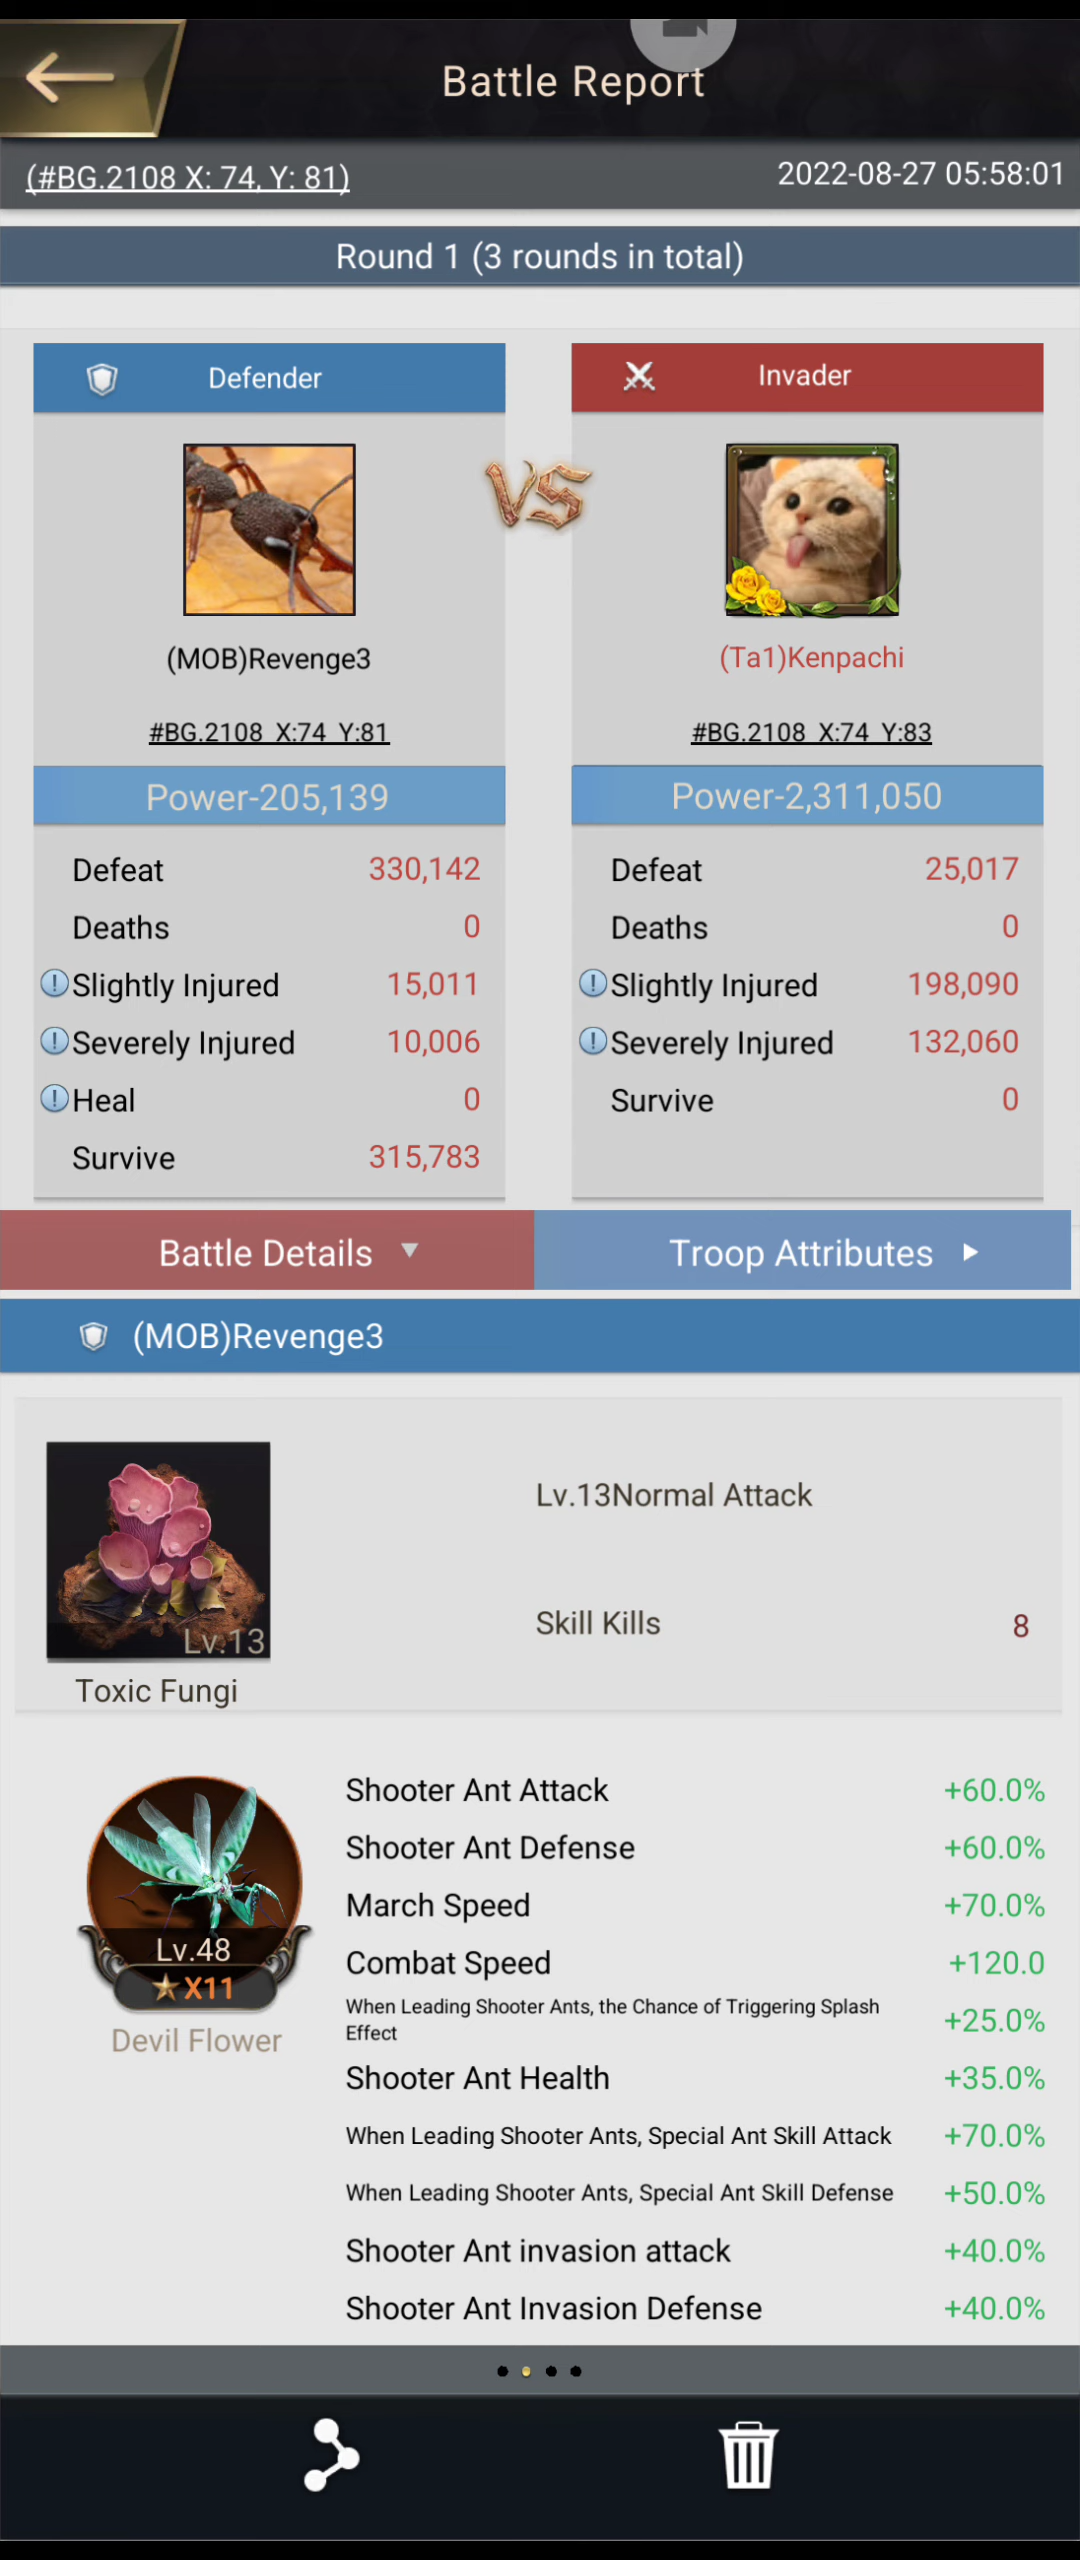 Battle Report
(#BG.2108 X: 74, Y: 81)
2022-08-27 05:58:01
Round 1 (3 rounds in total)
Defender
Invader
VS
(MOB)Revenge3
(Ta1)Kenpachi
#BG.2108 X:74 Y:81
#BG.2108 X:74 Y:83
Power-205,139
Power-2,311,050
Defeat 330,142
Defeat 25,017
Deaths 0
Deaths 0
Slightly Injured 15,011
Slightly Injured 198,090
Severely Injured 10,006
Severely Injured 132,060
Heal 0
Survive 0
Survive 315,783
Battle Details
Troop Attributes
(MOB)Revenge3
Lv.13Normal Attack
Skill Kills 8
Lv.13
Toxic Fungi
Shooter Ant Attack +60.0%
Shooter Ant Defense +60.0%
March Speed +70.0%
Lv.48
Combat Speed +120.0
X11
When Leading Shooter Ants, the Chance of Triggering Splash
Effect +25.0%
Devil Flower
Shooter Ant Health +35.0%
When Leading Shooter Ants, Special Ant Skill Attack +70.0%
When Leading Shooter Ants, Special Ant Skill Defense +50.0%
Shooter Ant invasion attack +40.0%
Shooter Ant Invasion Defense +40.0%